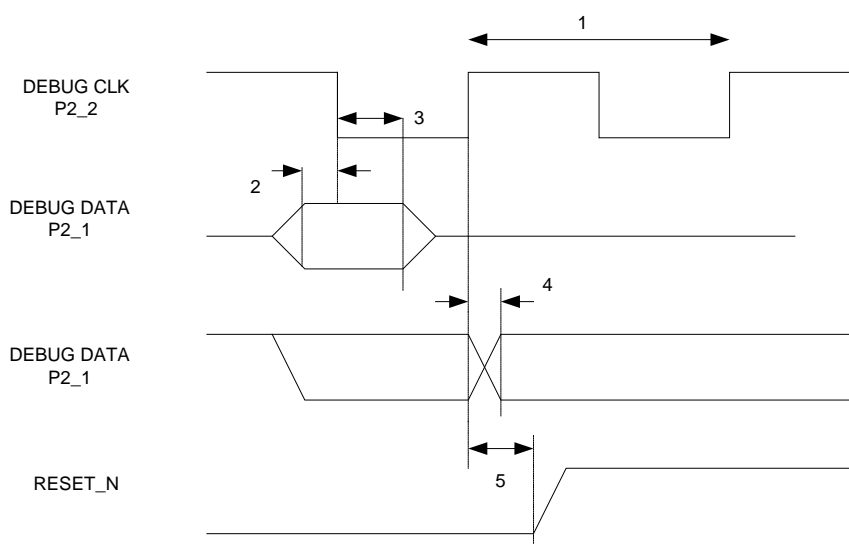 1
DEBUG CLK
P2_2
3
2
DEBUG DATA
P2_1
4
DEBUG DATA
P2_1
5
RESET_N